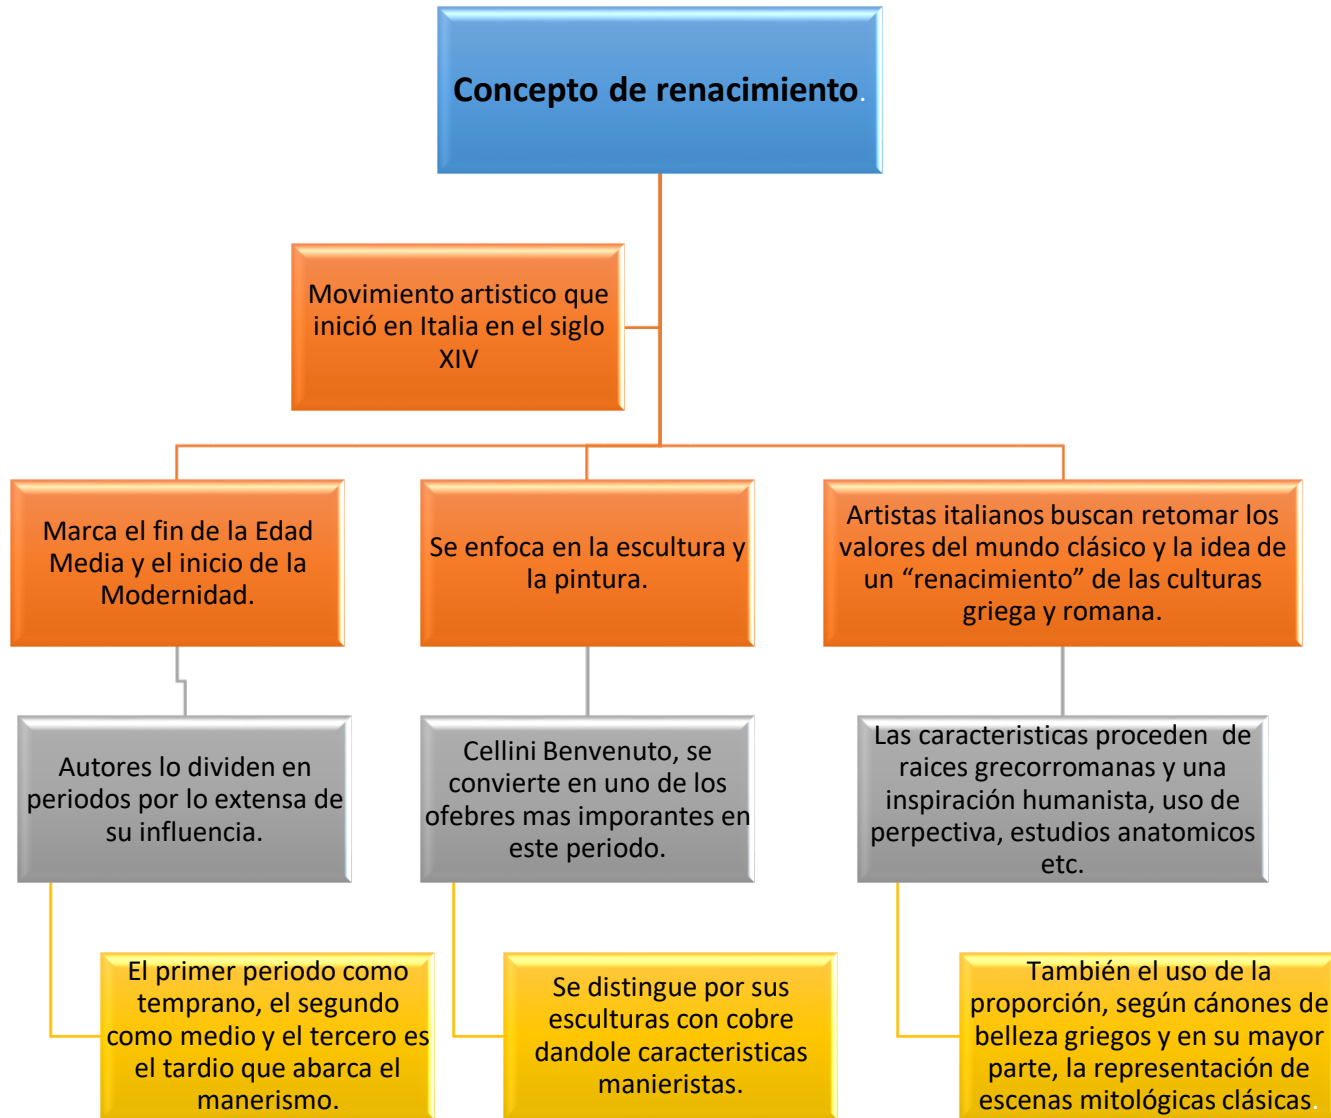 Concepto de renacimiento.
Movimiento artistico que
inició en Italia en el siglo
XIV
Marca el fin de la Edad
Media y el inicio de la
Modernidad.
Se enfoca en la escultura y
la pintura.
Artistas italianos buscan retomar los
valores del mundo clásico y la idea de
un “renacimiento” de las culturas
griega y romana.
Autores lo dividen en
periodos por lo extensa de
su influencia.
Cellini Benvenuto, se
convierte en uno de los
ofebres mas imporantes en
este periodo.
Las caracteristicas proceden de
raices grecorromanas y una
inspiración humanista, uso de
perpectiva, estudios anatomicos
etc.
El primer periodo como
temprano, el segundo
como medio y el tercero es
el tardio que abarca el
manerismo.
Se distingue por sus
esculturas con cobre
dandole caracteristicas
manieristas.
También el uso de la
proporción, según cánones de
belleza griegos y en su mayor
parte, la representación de
escenas mitológicas clásicas.